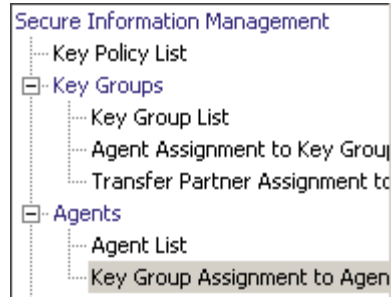 Secure Information Management
Key Policy List
Key Groups
Key Group List
Agent Assignment to Key Grou
Transfer Partner Assignment to
Agents
Agent List
Key Group Assignment to Agen